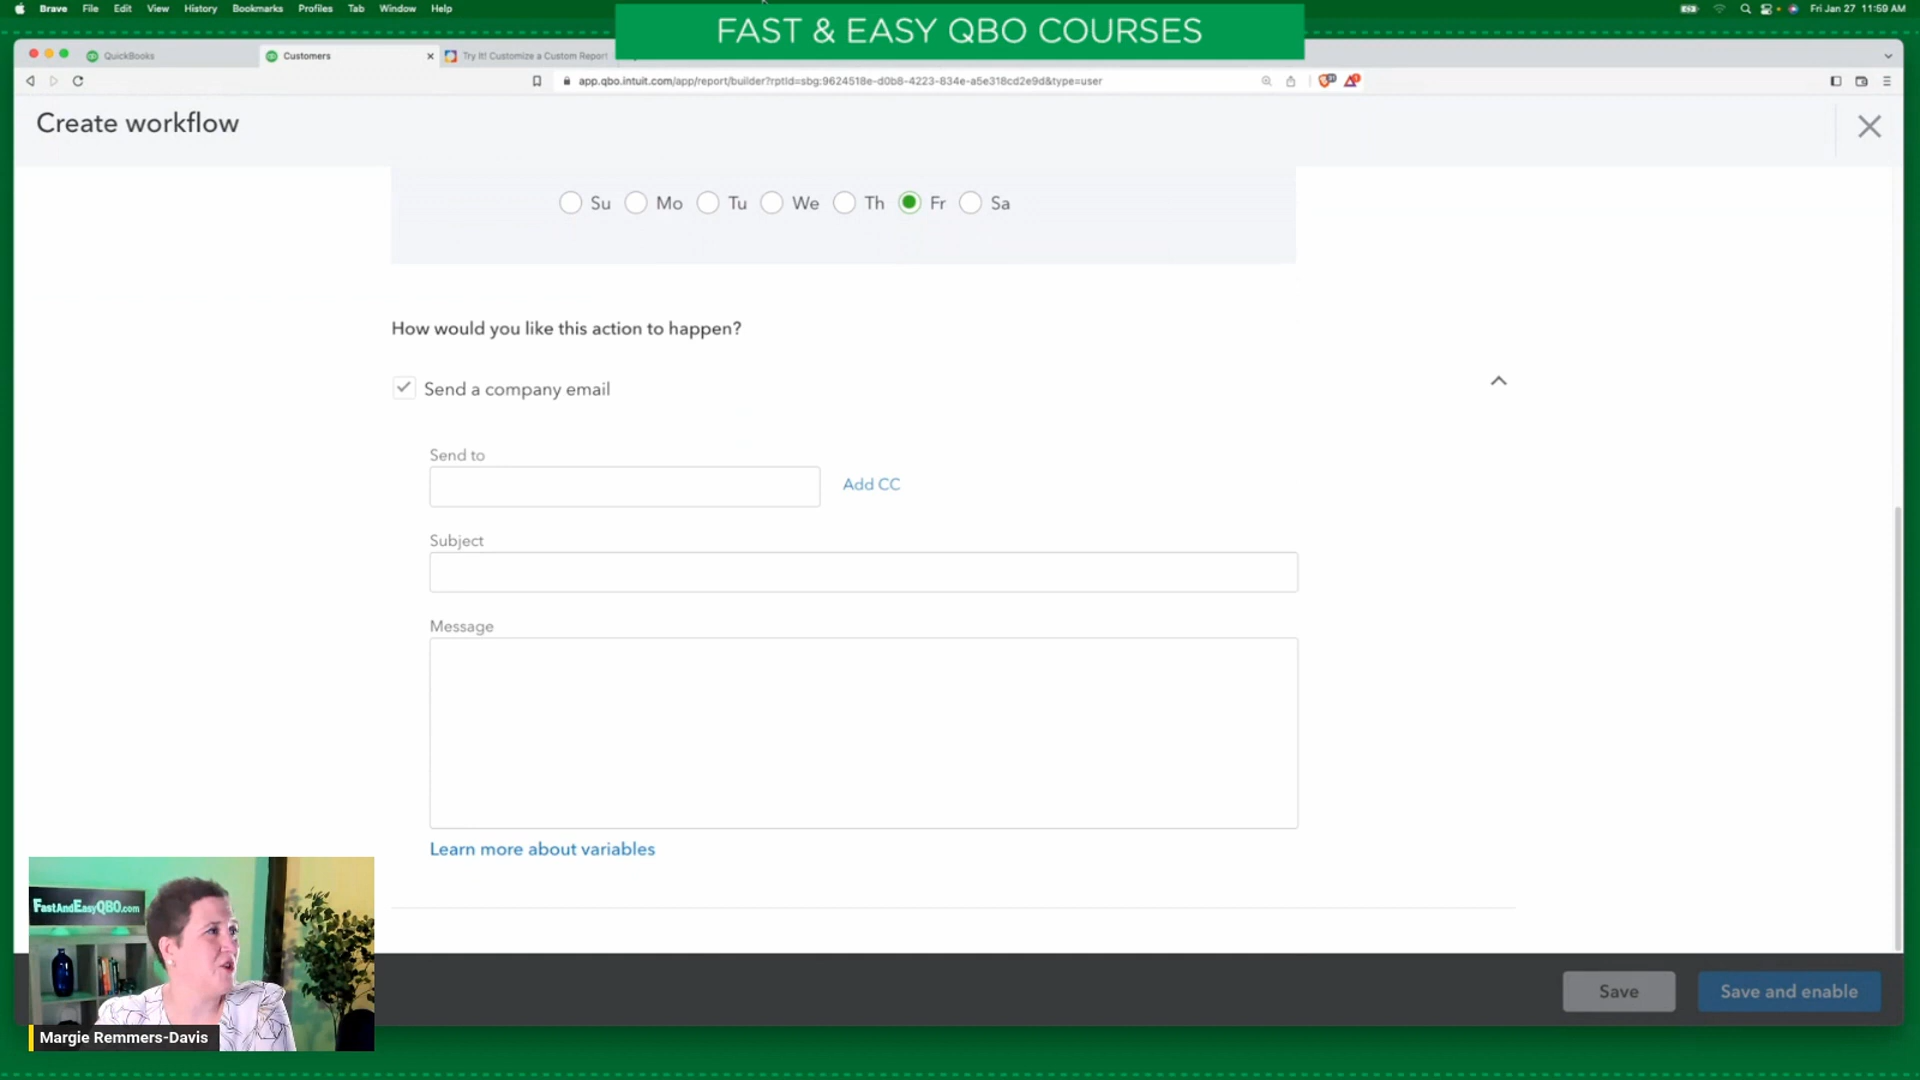 Brave File Edit View History Bookmarks Profiles Tab Window Help
Fri Jan 27 11:59 AM
FAST & EASY QBO COURSES
QuickBooks
Customers
Try It! Customize a Custom Report
app.qbo.intuit.com/app/report/builder?rptId=sbg:9624518e-d0b8-4223-834e-a5e318cd2e9d&type=user
Create workflow
Su Mo Tu We Th Fr Sa
How would you like this action to happen?
Send a company email
Send to
Add CC
Subject
Message
Learn more about variables
FastAndEasyQBO.com
Save
Save and enable
Margie Remmers-Davis